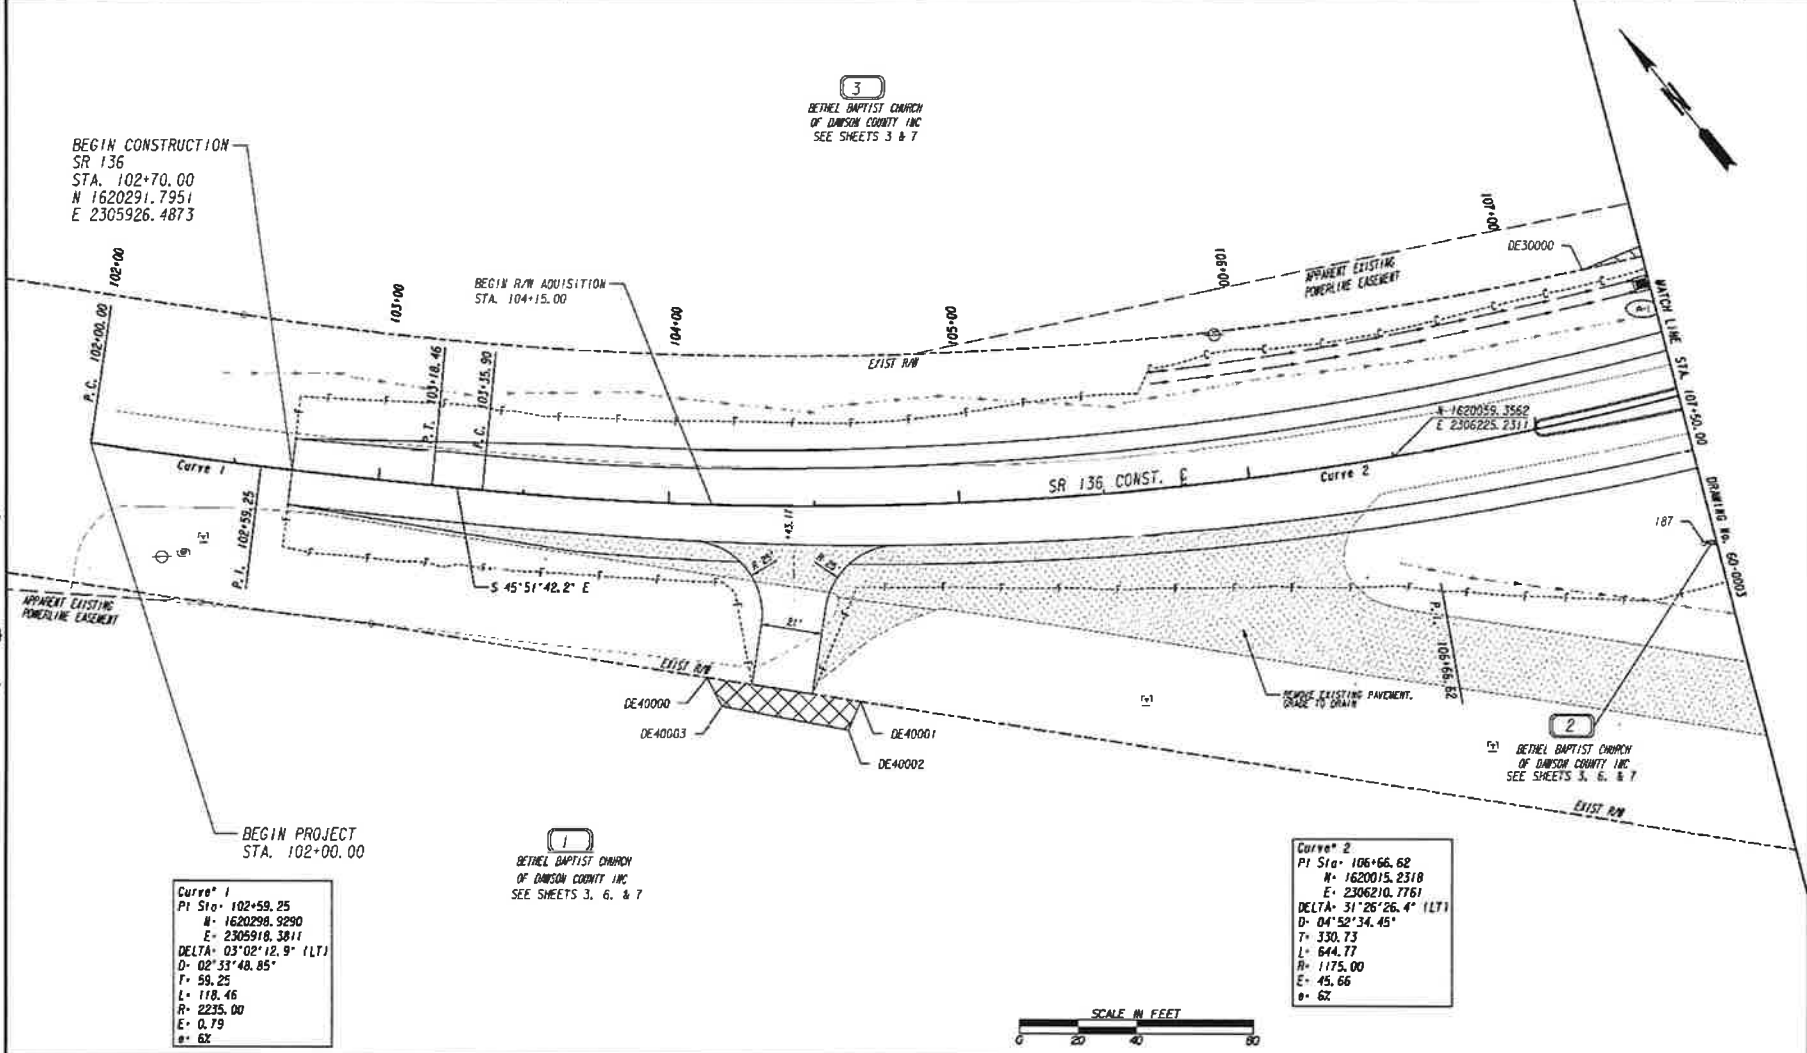 3
BETHEL BAPTIST CHURCH
OF DAWSON COUNTY INC
SEE SHEETS 3 & 7
BEGIN CONSTRUCTION
SR 136
STA. 102+70.00
N 1620291.7951
E 2305926.4873
102+00
103+00
104+00
105+00
106+00
107+00
BEGIN R/W AQUISITION
STA. 104+15.00
DE30000
APPARENT EXISTING
POWERLINE EASEMENT
EXIST R/W
P.C. 102+00.00
P.T. 103+18.46
P.C. 103+35.90
N 1620059.3562
E 2306225.2311
MATCH LINE STA. 107+50.00 DRAWING No. 60-0003
Curve 1
P.I. 102+59.25
SR 136 CONST. ℄
Curve 2
+43.11
R 25'
R 25'
21'
S 45°51'42.2" E
187
APPARENT EXISTING
POWERLINE EASEMENT
EXIST R/W
P.I. 106+66.62
REMOVE EXISTING PAVEMENT.
GRADE TO DRAIN
DE40000
DE40003
DE40001
DE40002
2
BETHEL BAPTIST CHURCH
OF DAWSON COUNTY INC
SEE SHEETS 3, 6, & 7
EXIST R/W
BEGIN PROJECT
STA. 102+00.00
1
BETHEL BAPTIST CHURCH
OF DAWSON COUNTY INC
SEE SHEETS 3, 6, & 7
Curve* 1
PI Sta= 102+59.25
N= 1620298.9290
E= 2305918.3811
DELTA= 03°02'12.9" (LT)
D= 02°33'48.85"
T= 59.25
L= 118.46
R= 2235.00
E= 0.79
e= 6%
Curve* 2
PI Sta= 106+66.62
N= 1620015.2318
E= 2306210.7761
DELTA= 31°26'26.4" (LT)
D= 04°52'34.45"
T= 330.73
L= 644.77
R= 1175.00
E= 45.66
e= 6%
SCALE IN FEET
0 20 40 80